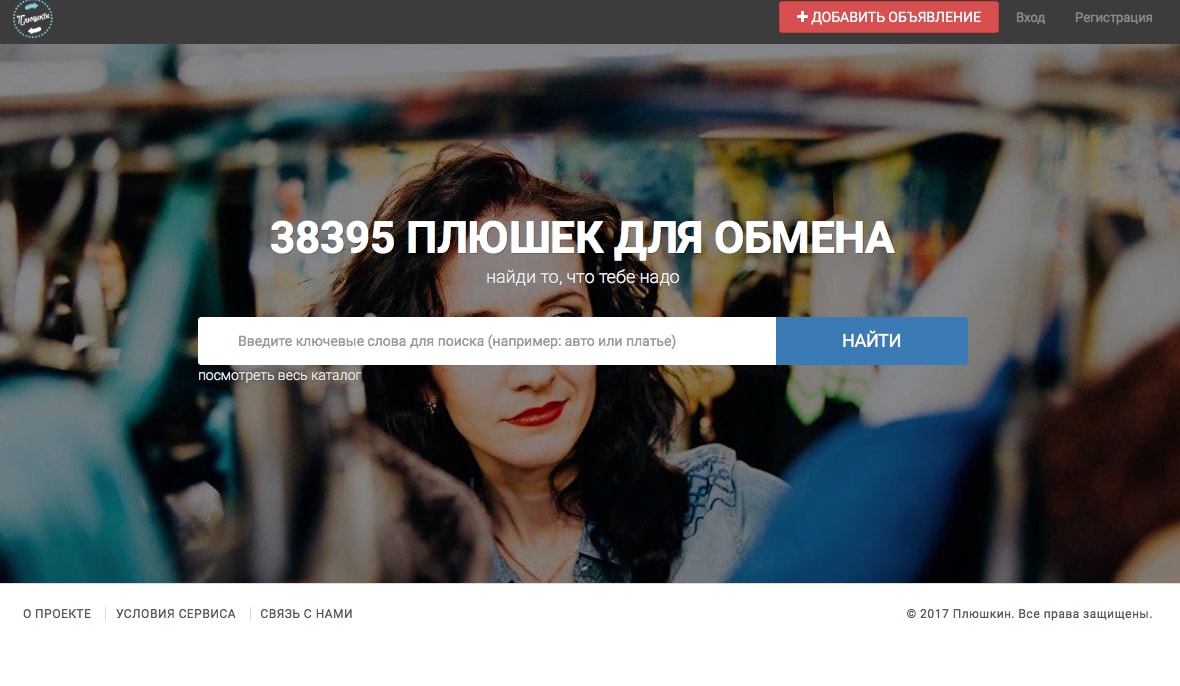 Плюшкин
+ ДОБАВИТЬ ОБЪЯВЛЕНИЕ
Вход
Регистрация
38395 ПЛЮШЕК ДЛЯ ОБМЕНА
найди то, что тебе надо
Введите ключевые слова для поиска (например: авто или платье)
НАЙТИ
посмотреть весь каталог
О ПРОЕКТЕ
УСЛОВИЯ СЕРВИСА
СВЯЗЬ С НАМИ
© 2017 Плюшкин. Все права защищены.